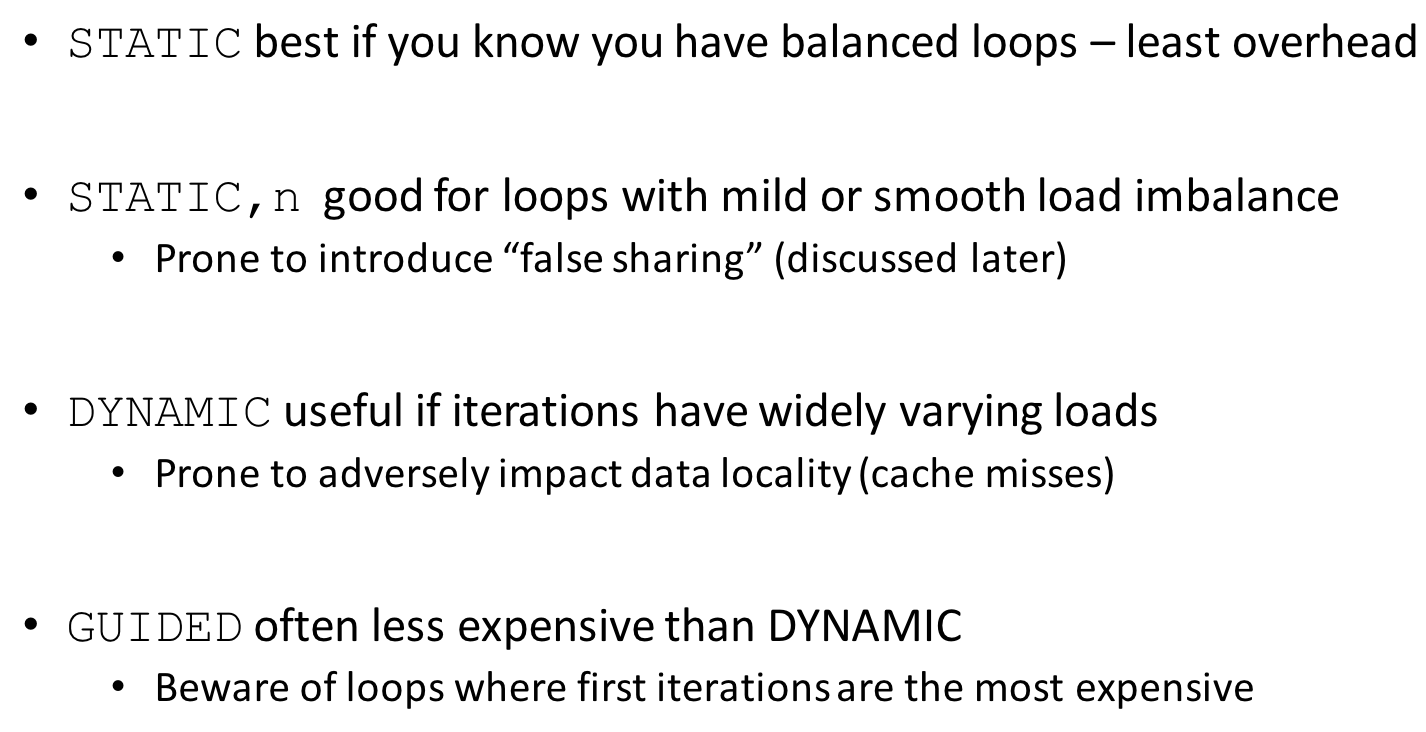 • STATIC best if you know you have balanced loops – least overhead
• STATIC,n good for loops with mild or smooth load imbalance
• Prone to introduce “false sharing” (discussed later)
• DYNAMIC useful if iterations have widely varying loads
• Prone to adversely impact data locality (cache misses)
• GUIDED often less expensive than DYNAMIC
• Beware of loops where first iterations are the most expensive